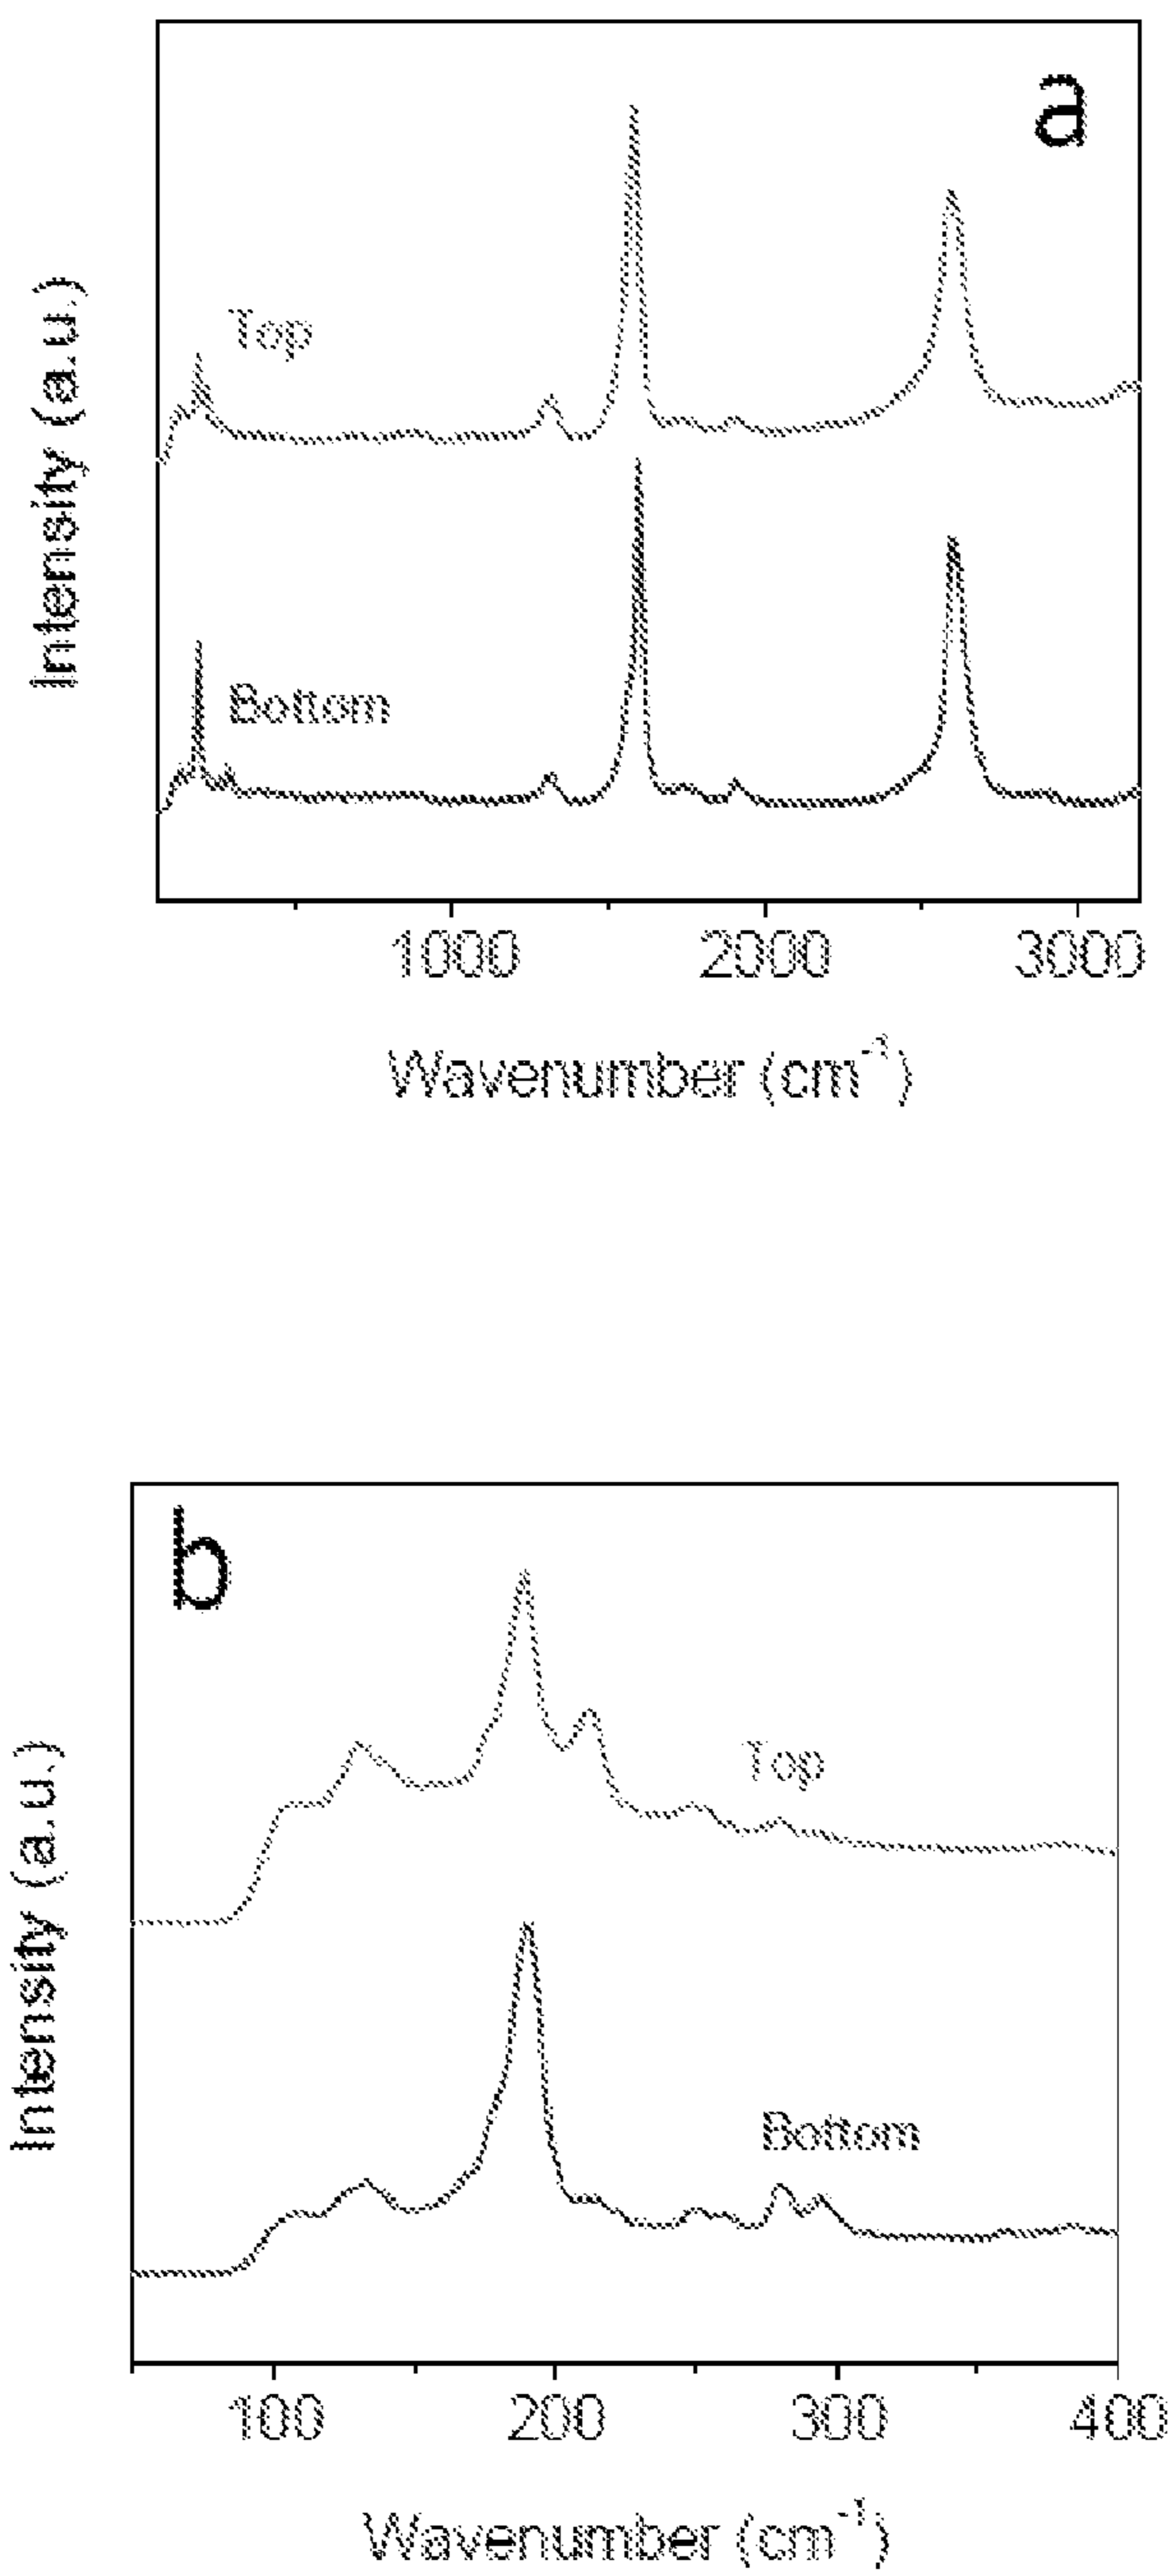 a
Intensity (a.u.)
Top
Bottom
1000 2000 3000
Wavenumber (cm⁻¹)
b
Intensity (a.u.)
Top
Bottom
100 200 300 400
Wavenumber (cm⁻¹)